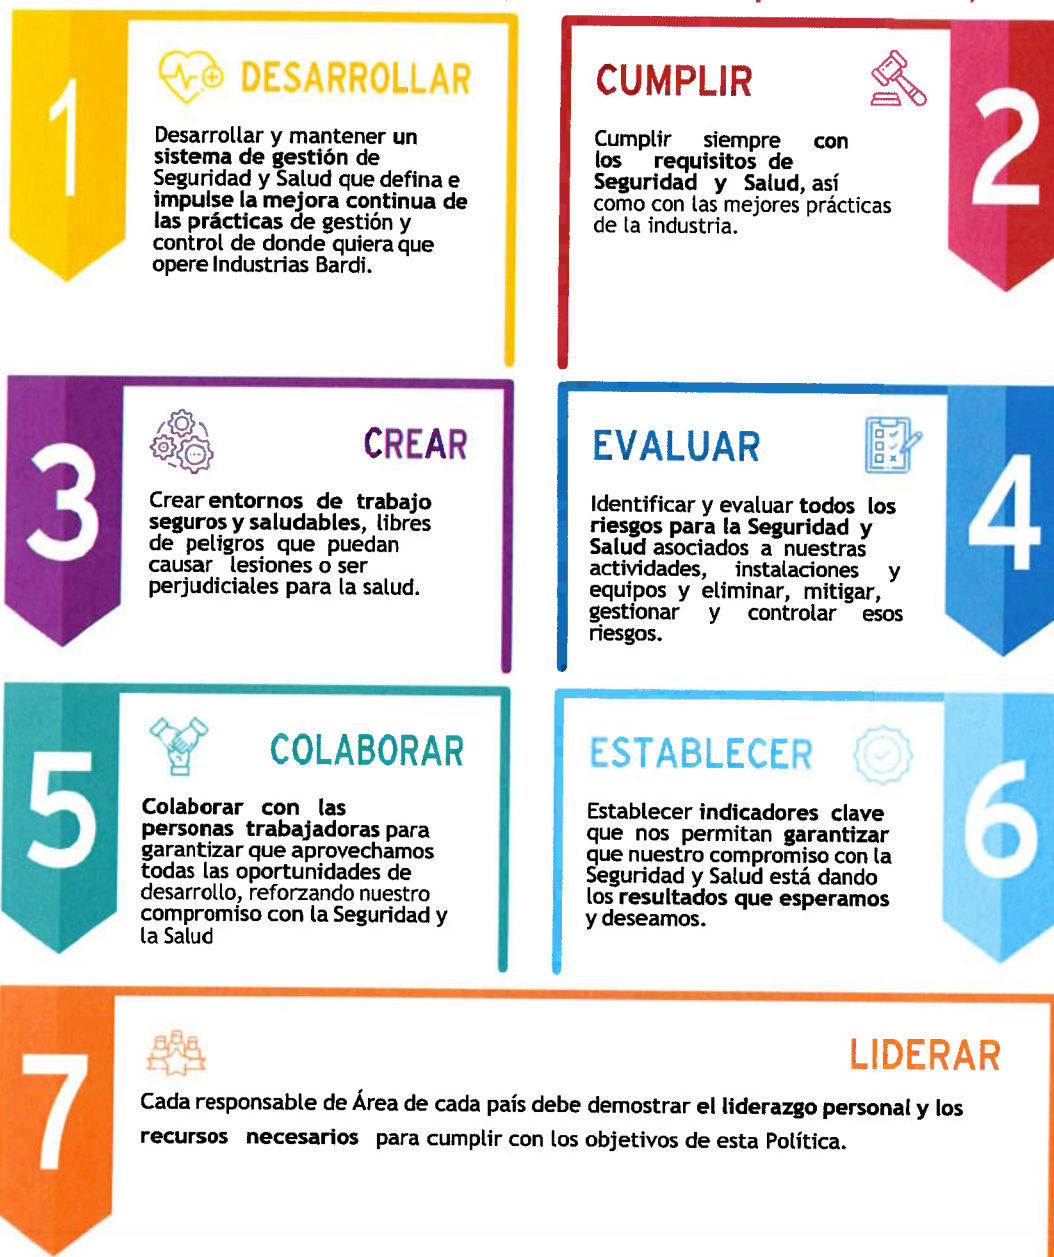 1
DESARROLLAR
Desarrollar y mantener un
sistema de gestión de
Seguridad y Salud que defina e
impulse la mejora continua de
las prácticas de gestión y
control de donde quiera que
opere Industrias Bardi.
CUMPLIR
2
Cumplir siempre con
los requisitos de
Seguridad y Salud, así
como con las mejores prácticas
de la industria.
3
CREAR
Crear entornos de trabajo
seguros y saludables, libres
de peligros que puedan
causar lesiones o ser
perjudiciales para la salud.
EVALUAR
4
Identificar y evaluar todos los
riesgos para la Seguridad y
Salud asociados a nuestras
actividades, instalaciones y
equipos y eliminar, mitigar,
gestionar y controlar esos
riesgos.
5
COLABORAR
Colaborar con las
personas trabajadoras para
garantizar que aprovechamos
todas las oportunidades de
desarrollo, reforzando nuestro
compromiso con la Seguridad y
la Salud
ESTABLECER
6
Establecer indicadores clave
que nos permitan garantizar
que nuestro compromiso con la
Seguridad y Salud está dando
los resultados que esperamos
y deseamos.
7
LIDERAR
Cada responsable de Área de cada país debe demostrar el liderazgo personal y los
recursos necesarios para cumplir con los objetivos de esta Política.